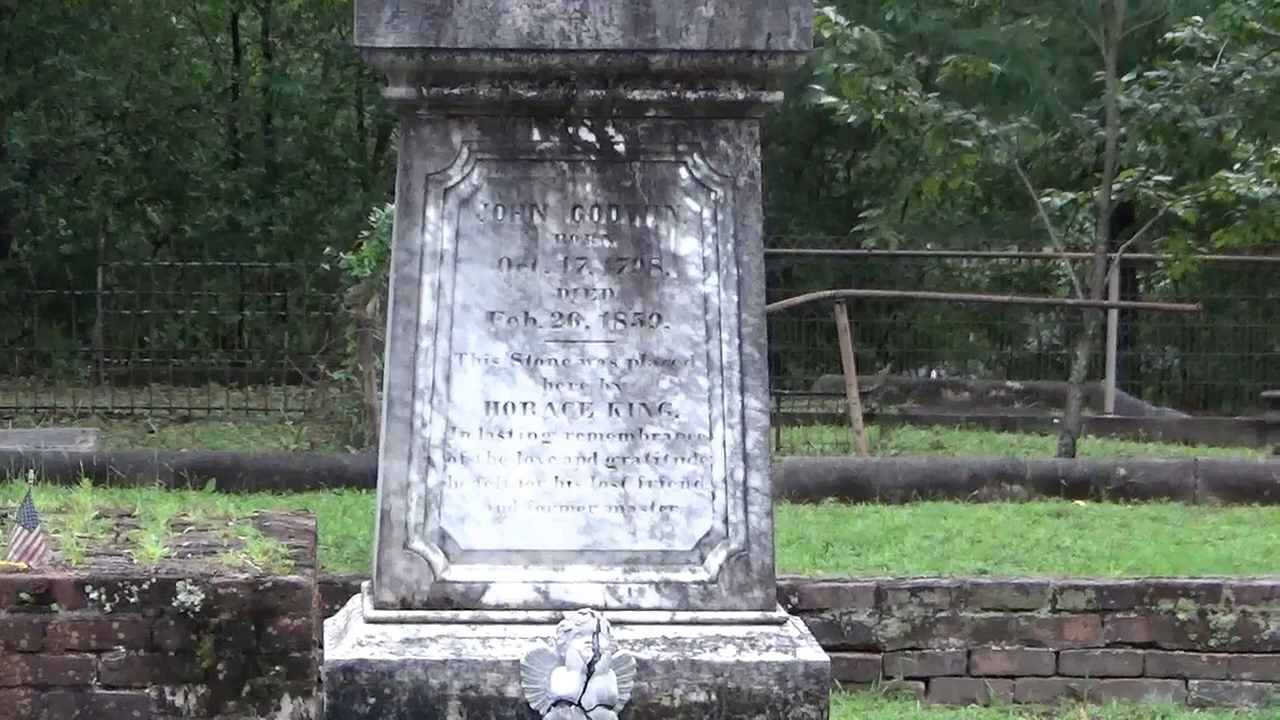 JOHN GODWIN,
BORN
Oct. 17, 1798.
DIED
Feb. 26. 1859.
This Stone was placed
here by
HORACE KING,
In lasting remembrance
of the love and gratitude
he felt for his lost friend
and former master.